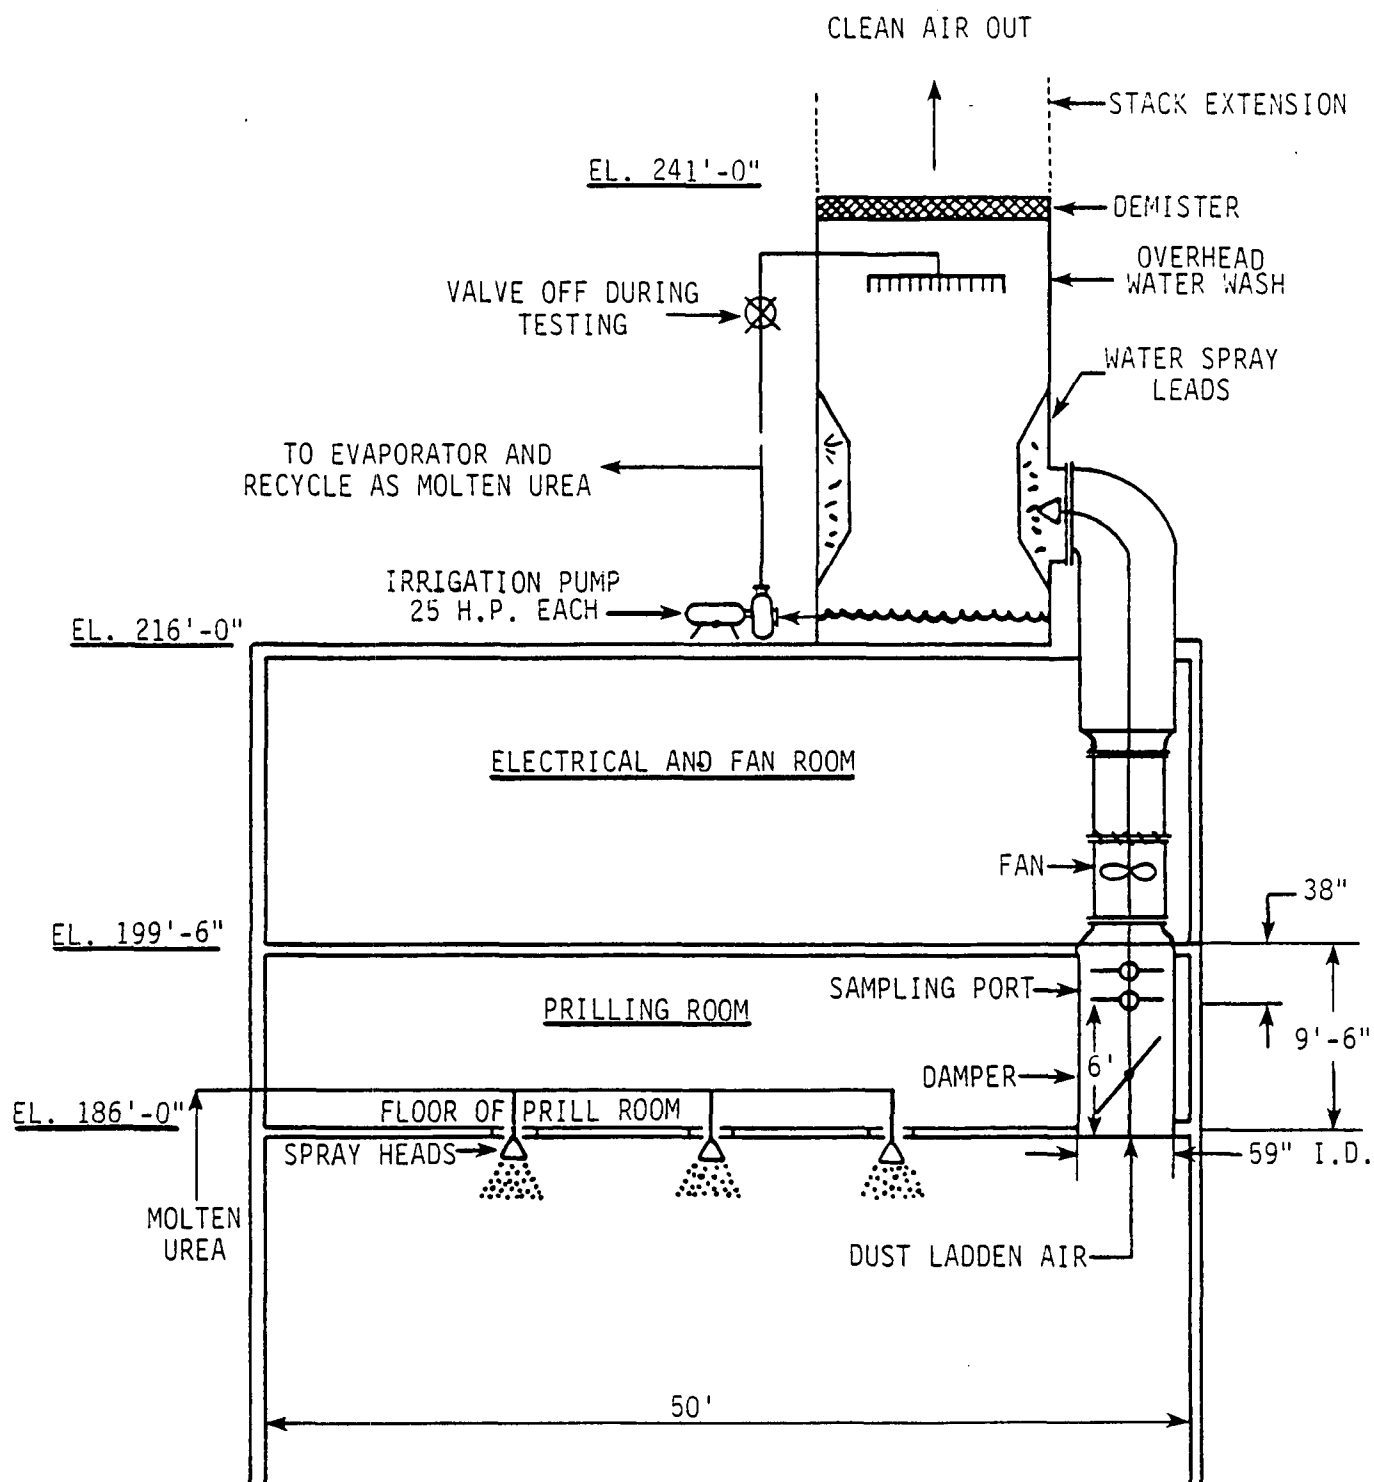 CLEAN AIR OUT
STACK EXTENSION
EL. 241'-0"
DEMISTER
OVERHEAD
WATER WASH
VALVE OFF DURING
TESTING
WATER SPRAY
LEADS
TO EVAPORATOR AND
RECYCLE AS MOLTEN UREA
IRRIGATION PUMP
25 H.P. EACH
EL. 216'-0"
ELECTRICAL AND FAN ROOM
FAN
38"
EL. 199'-6"
SAMPLING PORT
PRILLING ROOM
9'-6"
6'
DAMPER
EL. 186'-0"
FLOOR OF PRILL ROOM
SPRAY HEADS
59" I.D.
MOLTEN
UREA
DUST LADDEN AIR
50'